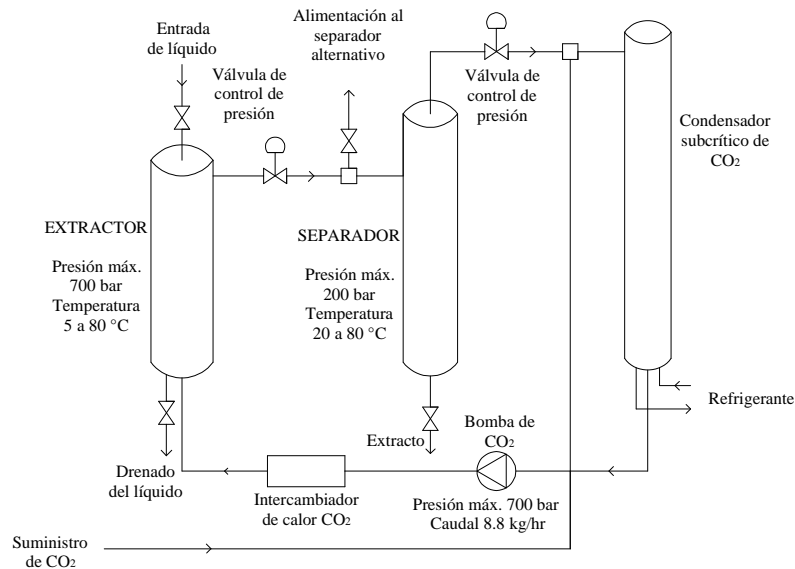 Entrada
de líquido
Válvula de
control de
presión
Alimentación al
separador
alternativo
Válvula de
control de
presión
Condensador
subcrítico de
CO₂
EXTRACTOR
Presión máx.
700 bar
Temperatura
5 a 80 °C
SEPARADOR
Presión máx.
200 bar
Temperatura
20 a 80 °C
Refrigerante
Drenado
del líquido
Intercambiador
de calor CO₂
Extracto
Bomba de
CO₂
Presión máx. 700 bar
Caudal 8.8 kg/hr
Suministro
de CO₂